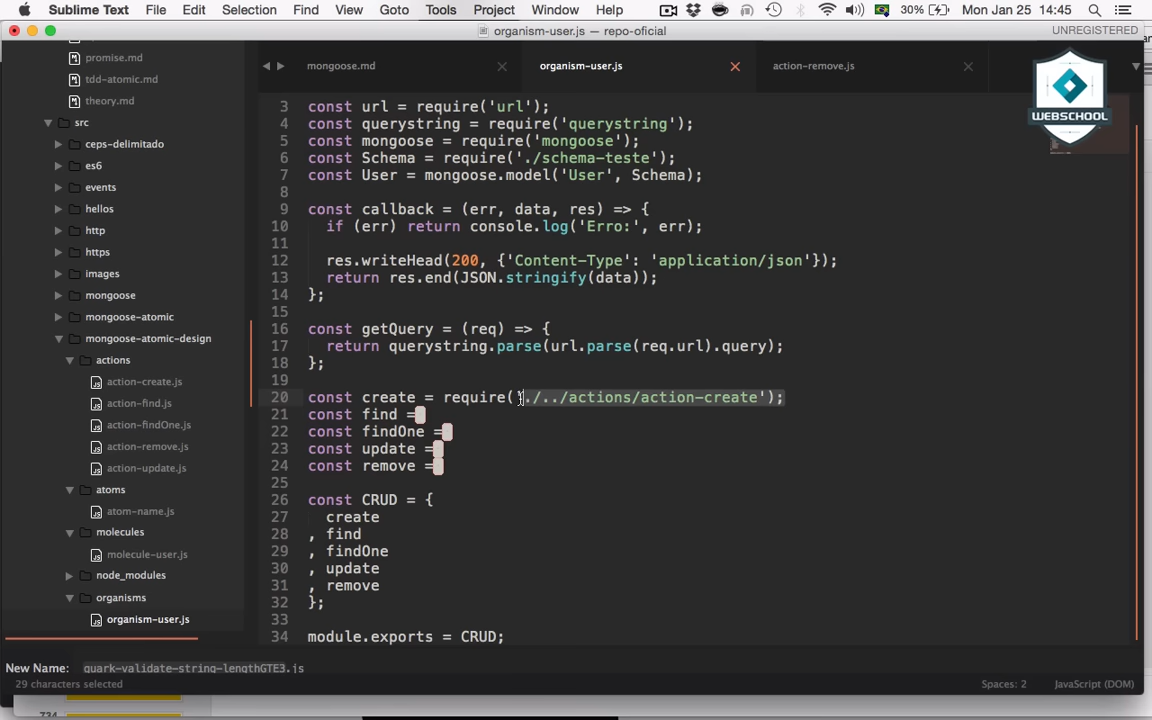 Sublime Text File Edit Selection Find View Goto Tools Project Window Help 30% Mon Jan 25 14:45
organism-user.js — repo-oficial UNREGISTERED
mongoose.md organism-user.js action-remove.js
WEBSCHOOL
promise.md
tdd-atomic.md
theory.md
src
ceps-delimitado
es6
events
hellos
http
https
images
mongoose
mongoose-atomic
mongoose-atomic-design
actions
action-create.js
action-find.js
action-findOne.js
action-remove.js
action-update.js
atoms
atom-name.js
molecules
molecule-user.js
node_modules
organisms
organism-user.js
3 const url = require('url');
4 const querystring = require('querystring');
5 const mongoose = require('mongoose');
6 const Schema = require('./schema-teste');
7 const User = mongoose.model('User', Schema);
8
9 const callback = (err, data, res) => {
10 if (err) return console.log('Erro:', err);
11
12 res.writeHead(200, {'Content-Type': 'application/json'});
13 return res.end(JSON.stringify(data));
14 };
15
16 const getQuery = (req) => {
17 return querystring.parse(url.parse(req.url).query);
18 };
19
20 const create = require('./../actions/action-create');
21 const find =
22 const findOne =
23 const update =
24 const remove =
25
26 const CRUD = {
27 create
28 , find
29 , findOne
30 , update
31 , remove
32 };
33
34 module.exports = CRUD;
New Name: quark-validate-string-lengthGTE3.js
29 characters selected Spaces: 2 JavaScript (DOM)
734